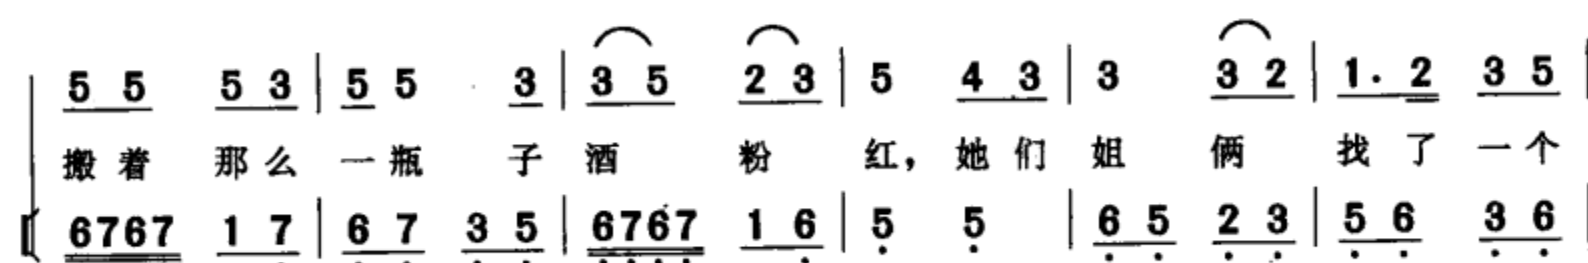 5 5 5 3 | 5 5 3 | 3 5 2 3 | 5 4 3 | 3 3 2 | 1. 2 3 5
搬着 那么 一瓶 子 酒 粉 红，她们 姐 俩 找了 一个
6767 1 7 | 6 7 3 5 | 6767 1 6 | 5 5 | 6 5 2 3 | 5 6 3 6